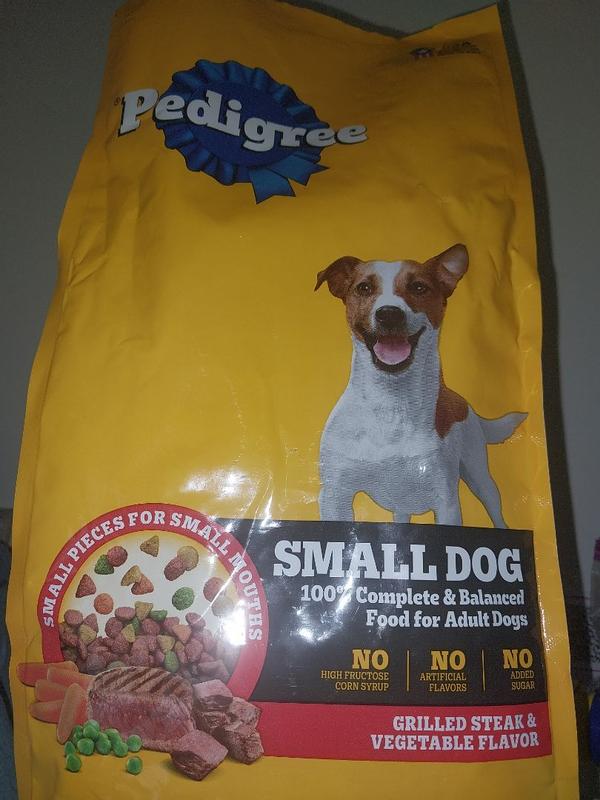 Pedigree
SMALL PIECES FOR SMALL MOUTHS
SMALL DOG
100% Complete & Balanced
Food for Adult Dogs
NO
HIGH FRUCTOSE
CORN SYRUP
NO
ARTIFICIAL
FLAVORS
NO
ADDED
SUGAR
GRILLED STEAK &
VEGETABLE FLAVOR